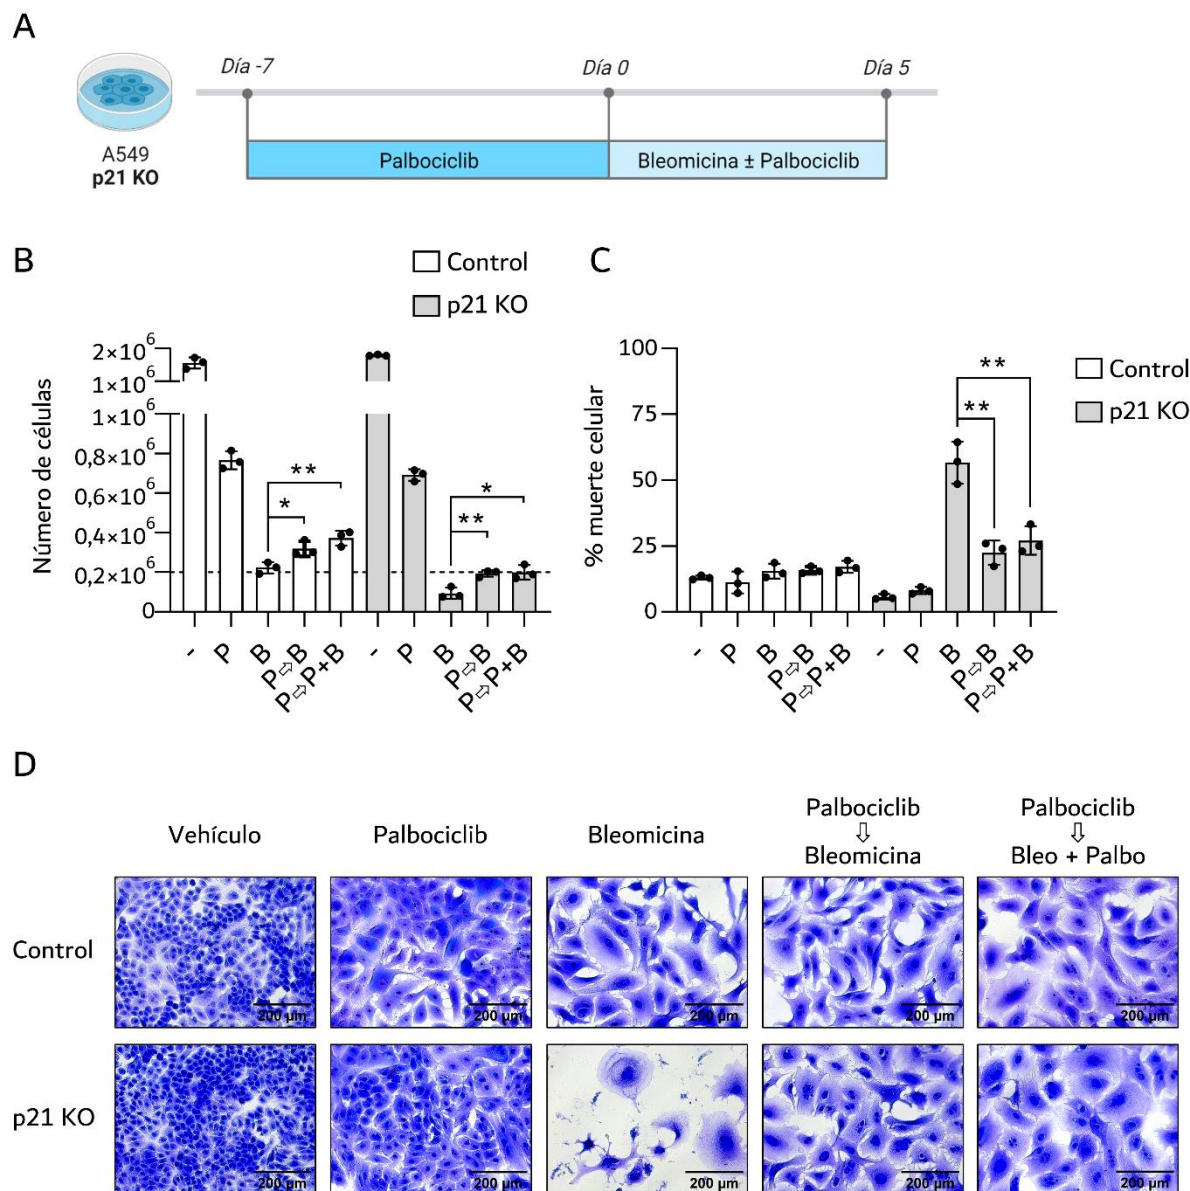 A
Día -7
Día 0
Día 5
A549
p21 KO
Palbociclib
Bleomicina ± Palbociclib
B
Control
p21 KO
Número de células
2×10⁶
1×10⁶
1×10⁶
0,8×10⁶
0,6×10⁶
0,4×10⁶
0,2×10⁶
0
**
*
*
**
-
P
B
P⇨B
P⇨P+B
-
P
B
P⇨B
P⇨P+B
C
Control
p21 KO
% muerte celular
100
75
50
25
0
**
**
-
P
B
P⇨B
P⇨P+B
-
P
B
P⇨B
P⇨P+B
D
Vehículo
Palbociclib
Bleomicina
Palbociclib
⇩
Bleomicina
Palbociclib
⇩
Bleo + Palbo
Control
200 µm
200 µm
200 µm
200 µm
200 µm
p21 KO
200 µm
200 µm
200 µm
200 µm
200 µm